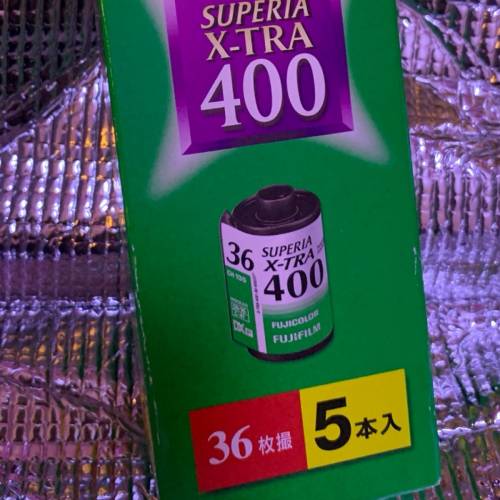 SUPERIA
X-TRA
400
36
SUPERIA
X-TRA
400
FUJICOLOR
FUJIFILM
36枚撮
5本入